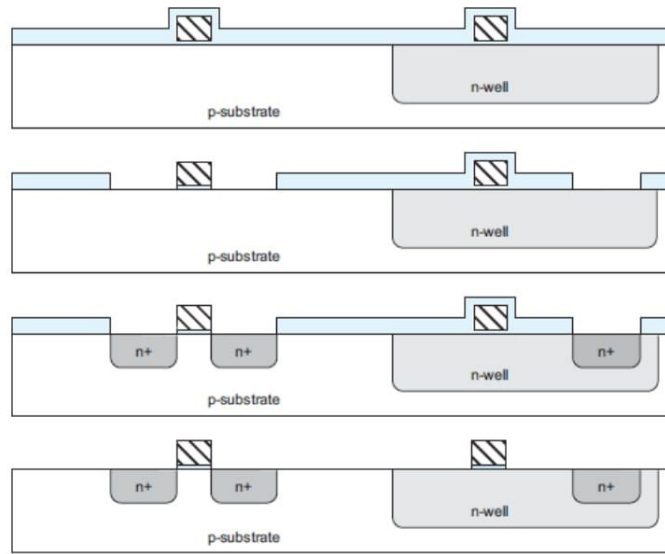 n-well
p-substrate
n-well
p-substrate
n+ n+ n+
n-well
p-substrate
n+ n+ n+
n-well
p-substrate